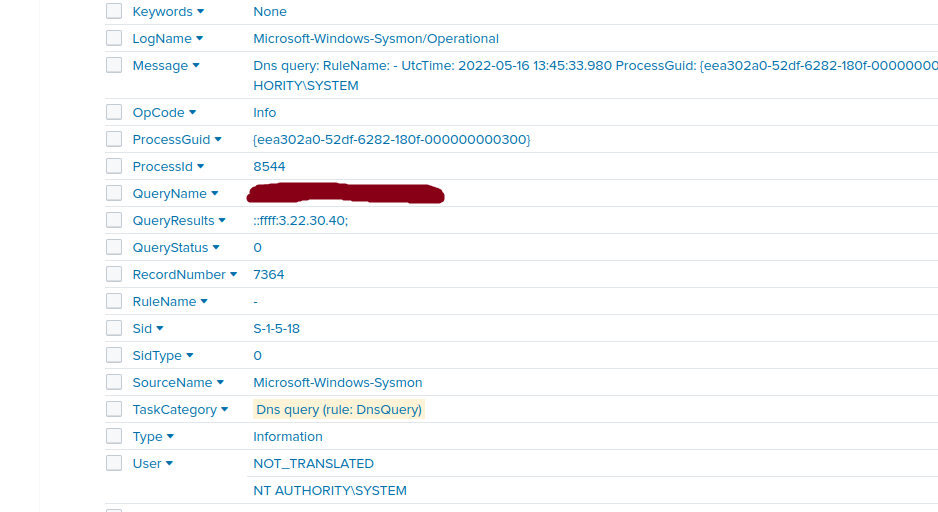 Keywords None
LogName Microsoft-Windows-Sysmon/Operational
Message Dns query: RuleName: - UtcTime: 2022-05-16 13:45:33.980 ProcessGuid: {eea302a0-52df-6282-180f-00000000
HORITY\SYSTEM
OpCode Info
ProcessGuid {eea302a0-52df-6282-180f-000000000300}
ProcessId 8544
QueryName
QueryResults ::ffff:3.22.30.40;
QueryStatus 0
RecordNumber 7364
RuleName -
Sid S-1-5-18
SidType 0
SourceName Microsoft-Windows-Sysmon
TaskCategory Dns query (rule: DnsQuery)
Type Information
User NOT_TRANSLATED
NT AUTHORITY\SYSTEM